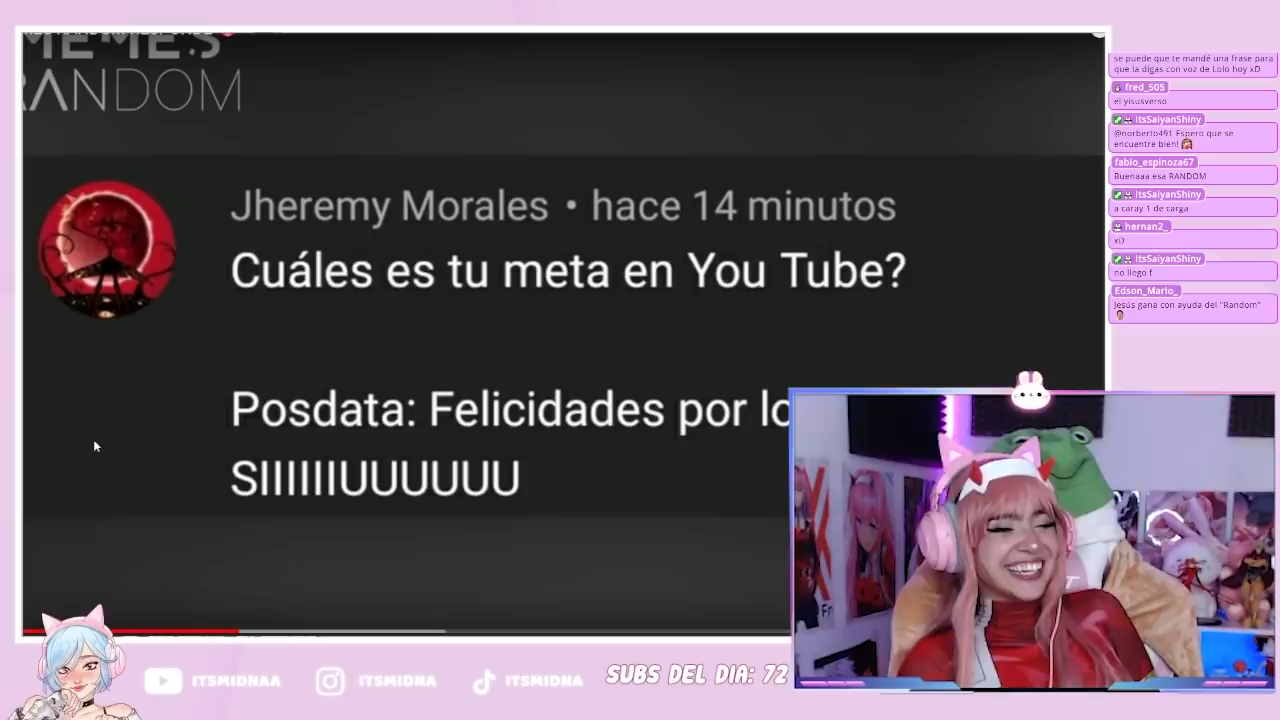 MEMES
RANDOM
Jheremy Morales • hace 14 minutos
Cuáles es tu meta en You Tube?
Posdata: Felicidades por lo
SIIIIIIUUUUUU
se puede que te mandé una frase para
que la digas con voz de Lolo hoy xD
fred_505
el yisusverso
ItsSaiyanShiny
@norberto491 Espero que se
encuentre bien!
fabio_espinoza67
Buenaaa esa RANDOM
ItsSaiyanShiny
a caray 1 de carga
hernan2_
xD
ItsSaiyanShiny
no llego f
Edson_Mario_
Jesús gana con ayuda del "Random"
ITSMIDNAA
ITSMIDNA
ITSMIDNA
SUBS DEL DIA: 72